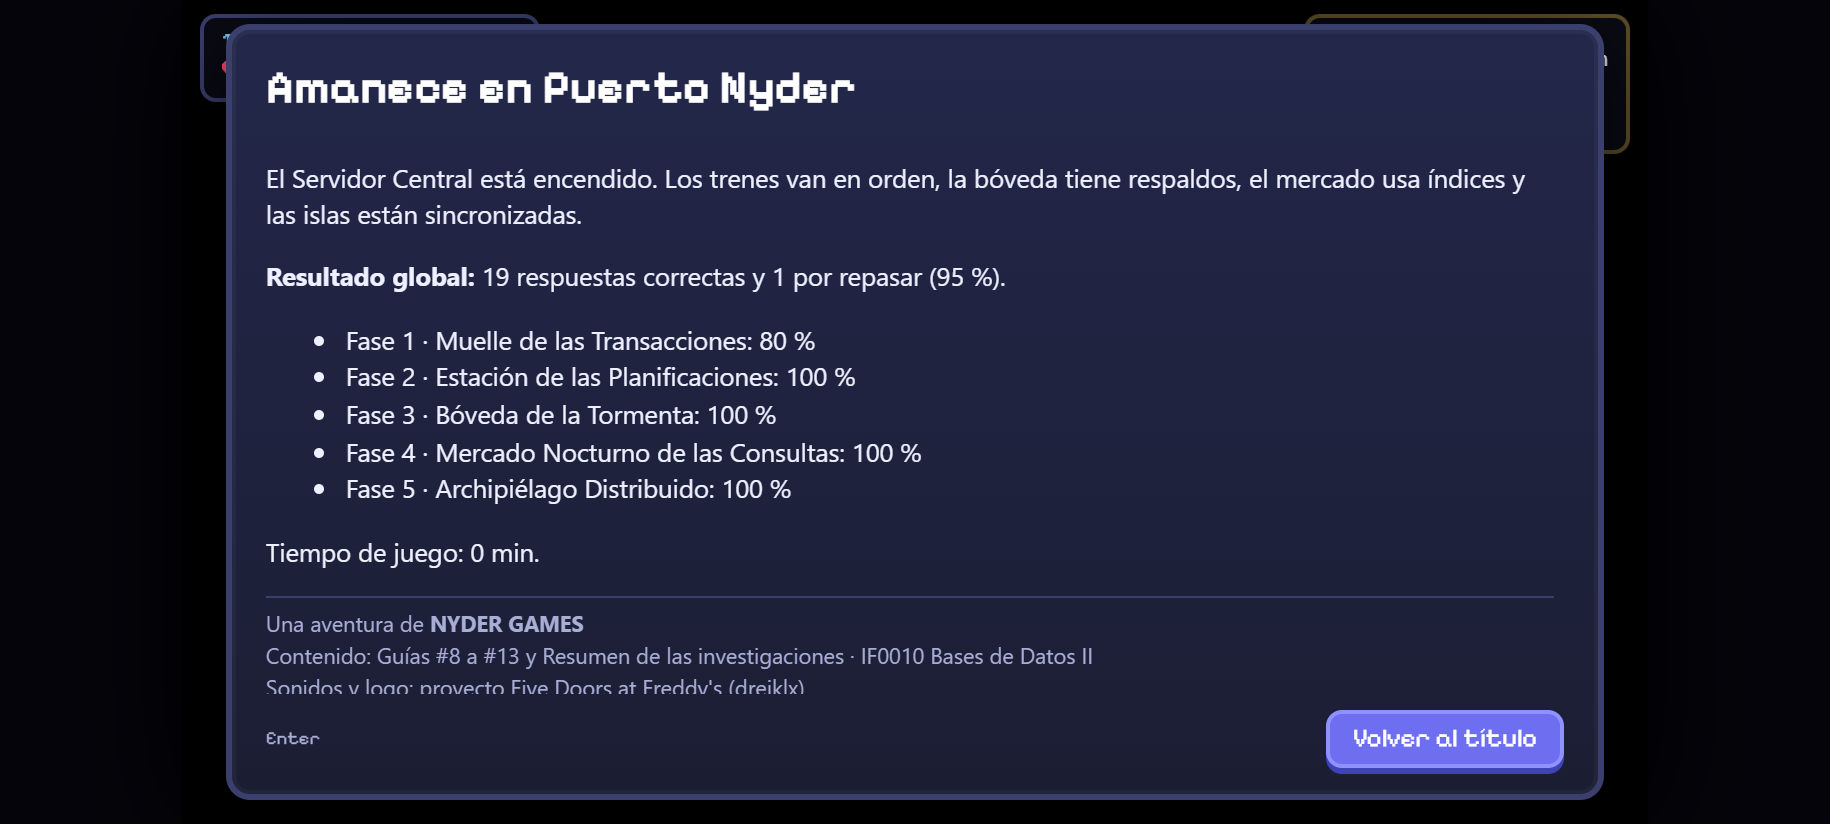 Amanece en Puerto Nyder
El Servidor Central está encendido. Los trenes van en orden, la bóveda tiene respaldos, el mercado usa índices y
las islas están sincronizadas.
Resultado global: 19 respuestas correctas y 1 por repasar (95 %).
• Fase 1 · Muelle de las Transacciones: 80 %
• Fase 2 · Estación de las Planificaciones: 100 %
• Fase 3 · Bóveda de la Tormenta: 100 %
• Fase 4 · Mercado Nocturno de las Consultas: 100 %
• Fase 5 · Archipiélago Distribuido: 100 %
Tiempo de juego: 0 min.
Una aventura de NYDER GAMES
Contenido: Guías #8 a #13 y Resumen de las investigaciones · IF0010 Bases de Datos II
Sonidos y logo: proyecto Five Doors at Freddy's (dreiklx)
Enter
Volver al título